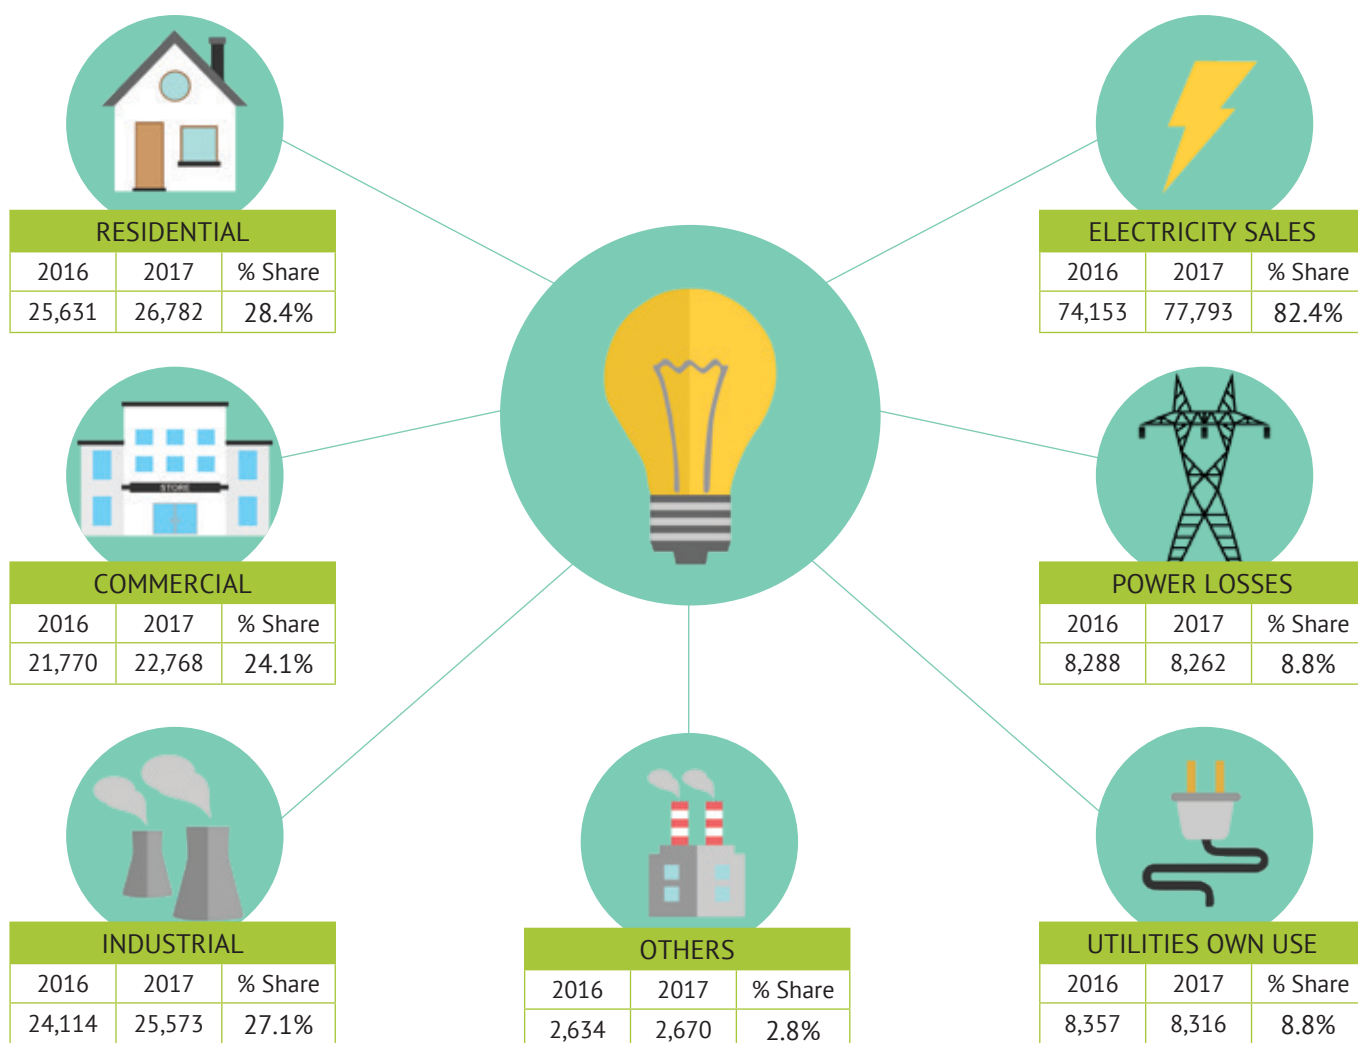 RESIDENTIAL
2016 2017 % Share
25,631 26,782 28.4%
ELECTRICITY SALES
2016 2017 % Share
74,153 77,793 82.4%
STORE
COMMERCIAL
2016 2017 % Share
21,770 22,768 24.1%
POWER LOSSES
2016 2017 % Share
8,288 8,262 8.8%
INDUSTRIAL
2016 2017 % Share
24,114 25,573 27.1%
OTHERS
2016 2017 % Share
2,634 2,670 2.8%
UTILITIES OWN USE
2016 2017 % Share
8,357 8,316 8.8%